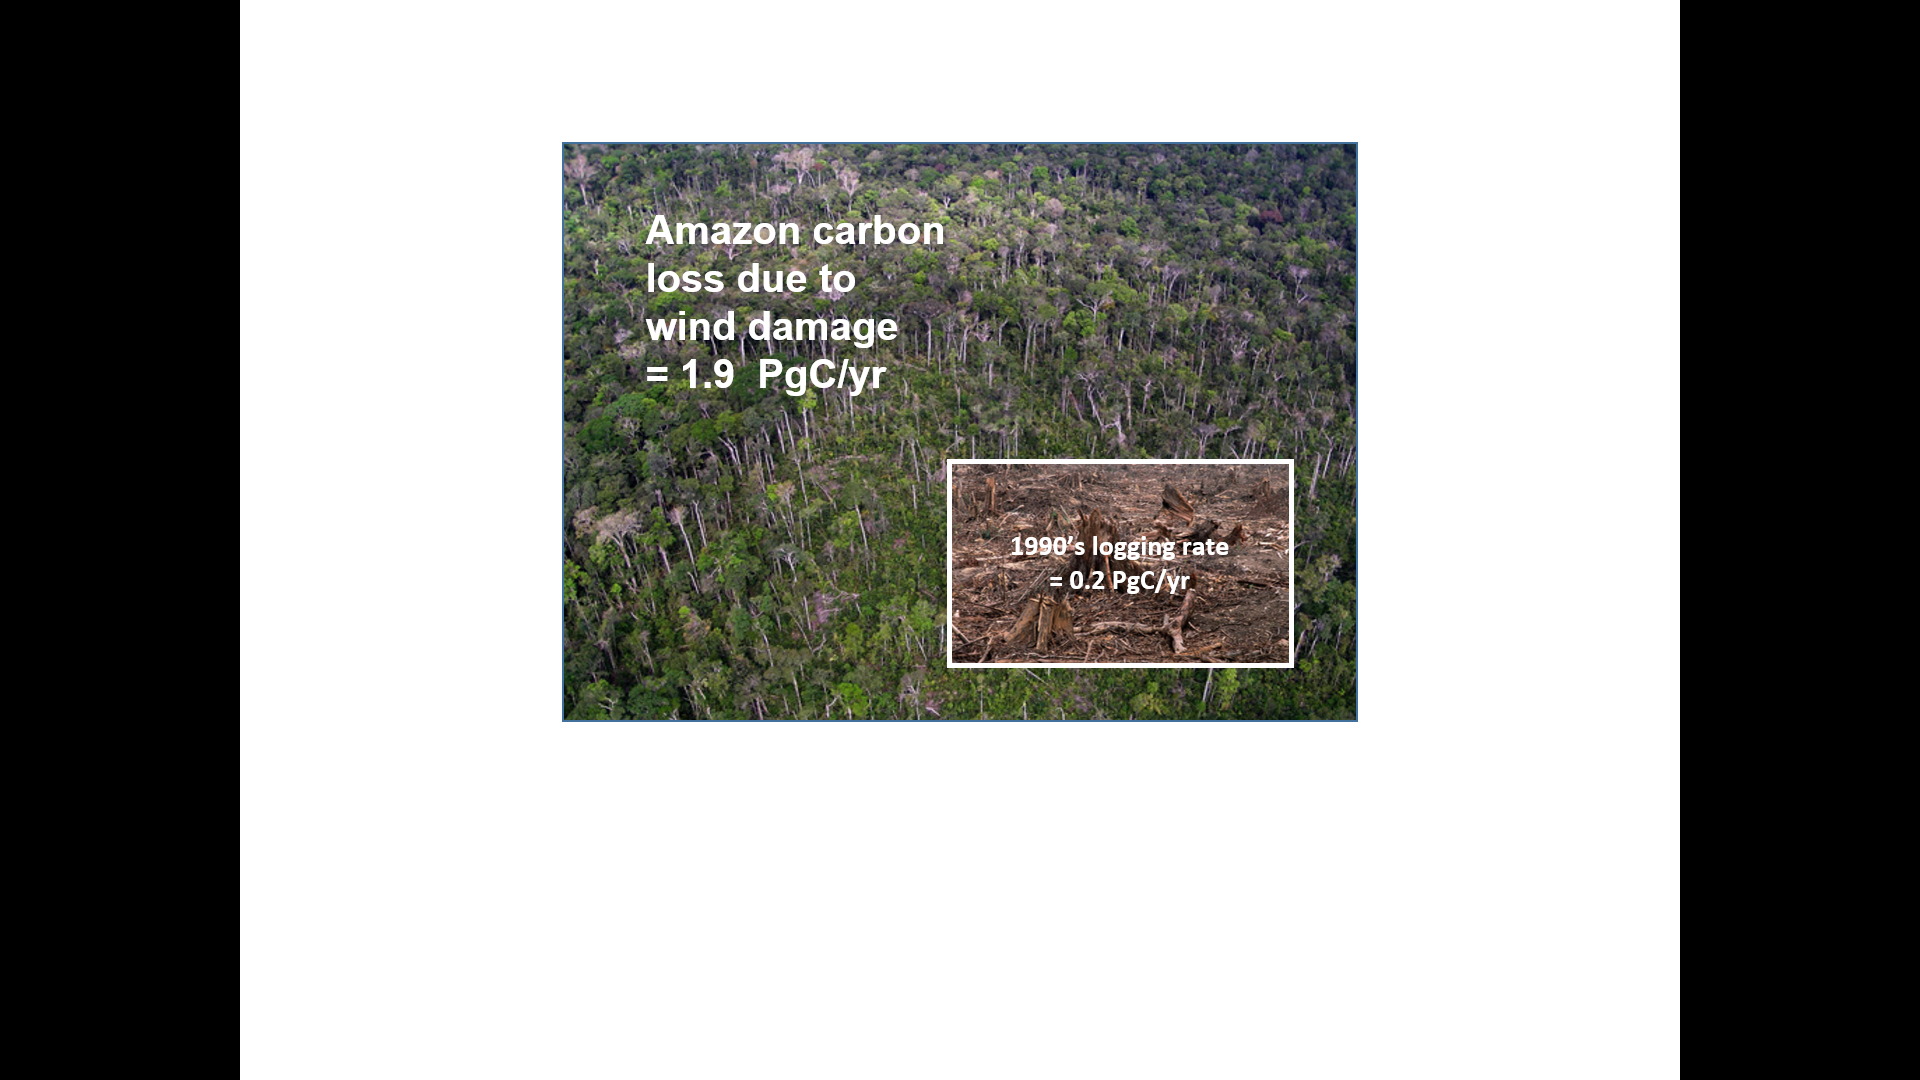 Amazon carbon
loss due to
wind damage
= 1.9  PgC/yr
1990’s logging rate
= 0.2 PgC/yr